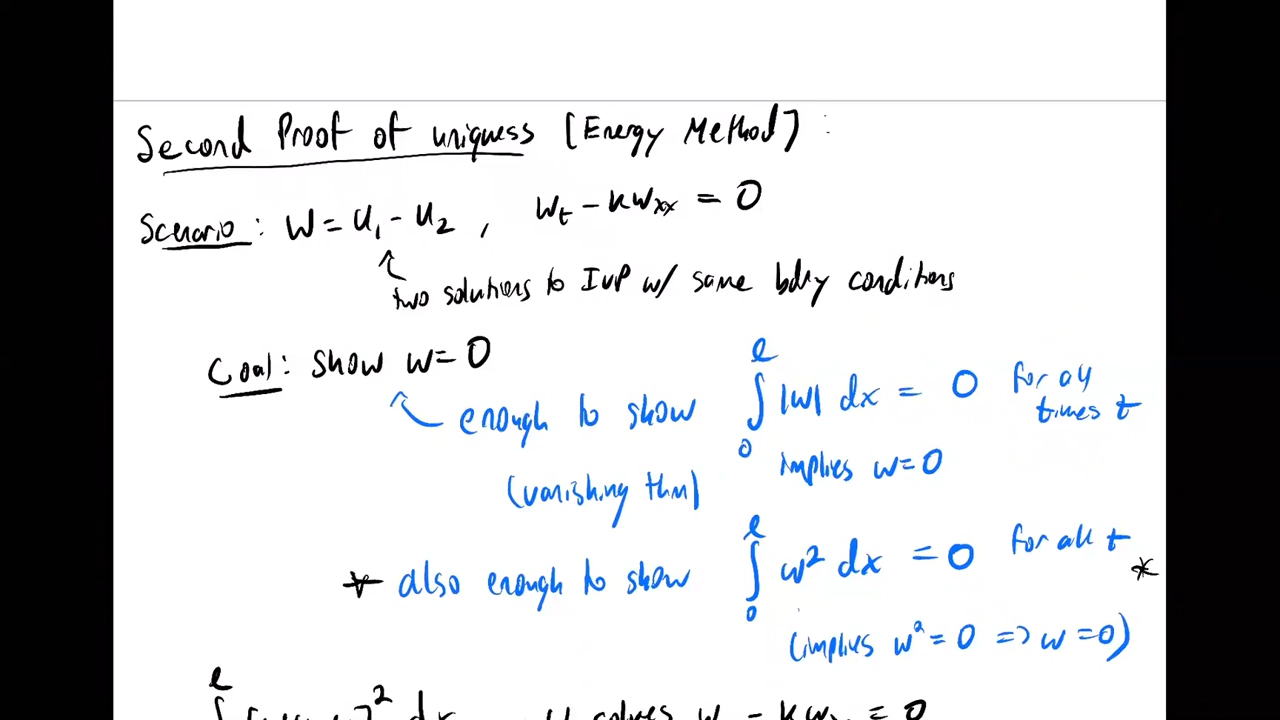 Second Proof of uniquess [Energy Method] :
Scenario : W = u₁ - u₂ , w_t - kw_xx = 0
two solutions to IVP w/ same bdry conditions
Goal : show w = 0
enough to show ∫₀^ℓ |w| dx = 0 for all times t
(vanishing thm) implies w = 0
* also enough to show ∫₀^ℓ w² dx = 0 for all t *
(implies w² = 0 => w = 0)